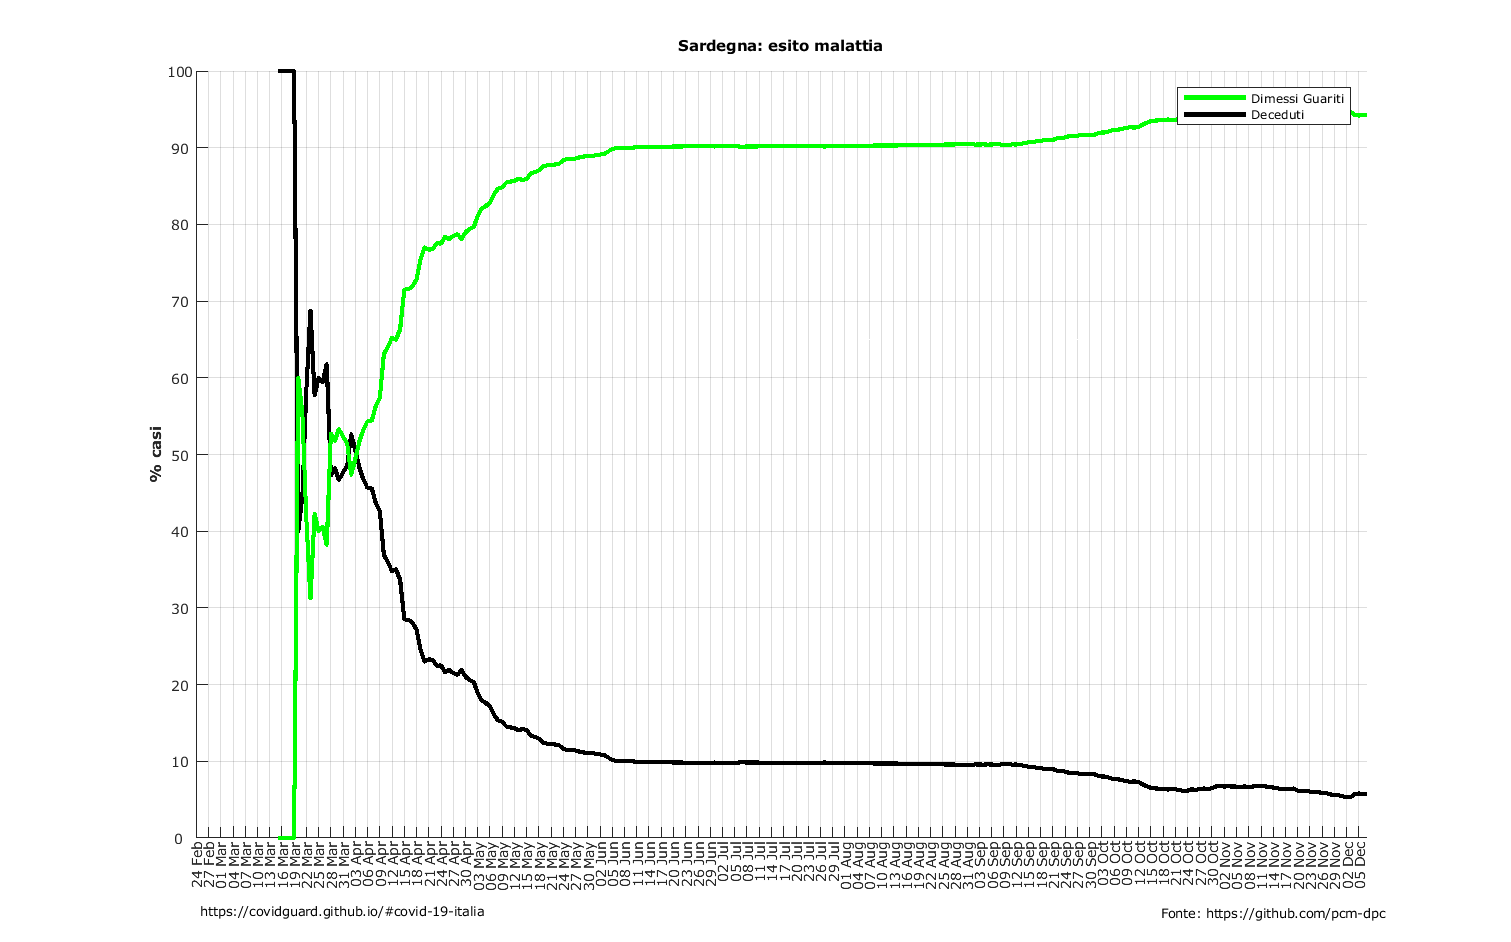 Sardegna: esito malattia
Dimessi Guariti
Deceduti
% casi
100
90
80
70
60
50
40
30
20
10
0
24 Feb
27 Feb
01 Mar
04 Mar
07 Mar
10 Mar
13 Mar
16 Mar
19 Mar
22 Mar
25 Mar
28 Mar
31 Mar
03 Apr
06 Apr
09 Apr
12 Apr
15 Apr
18 Apr
21 Apr
24 Apr
27 Apr
30 Apr
03 May
06 May
09 May
12 May
15 May
18 May
21 May
24 May
27 May
30 May
02 Jun
05 Jun
08 Jun
11 Jun
14 Jun
17 Jun
20 Jun
23 Jun
26 Jun
29 Jun
02 Jul
05 Jul
08 Jul
11 Jul
14 Jul
17 Jul
20 Jul
23 Jul
26 Jul
29 Jul
01 Aug
04 Aug
07 Aug
10 Aug
13 Aug
16 Aug
19 Aug
22 Aug
25 Aug
28 Aug
31 Aug
03 Sep
06 Sep
09 Sep
12 Sep
15 Sep
18 Sep
21 Sep
24 Sep
27 Sep
30 Sep
03 Oct
06 Oct
09 Oct
12 Oct
15 Oct
18 Oct
21 Oct
24 Oct
27 Oct
30 Oct
02 Nov
05 Nov
08 Nov
11 Nov
14 Nov
17 Nov
20 Nov
23 Nov
26 Nov
29 Nov
02 Dec
05 Dec
https://covidguard.github.io/#covid-19-italia
Fonte: https://github.com/pcm-dpc